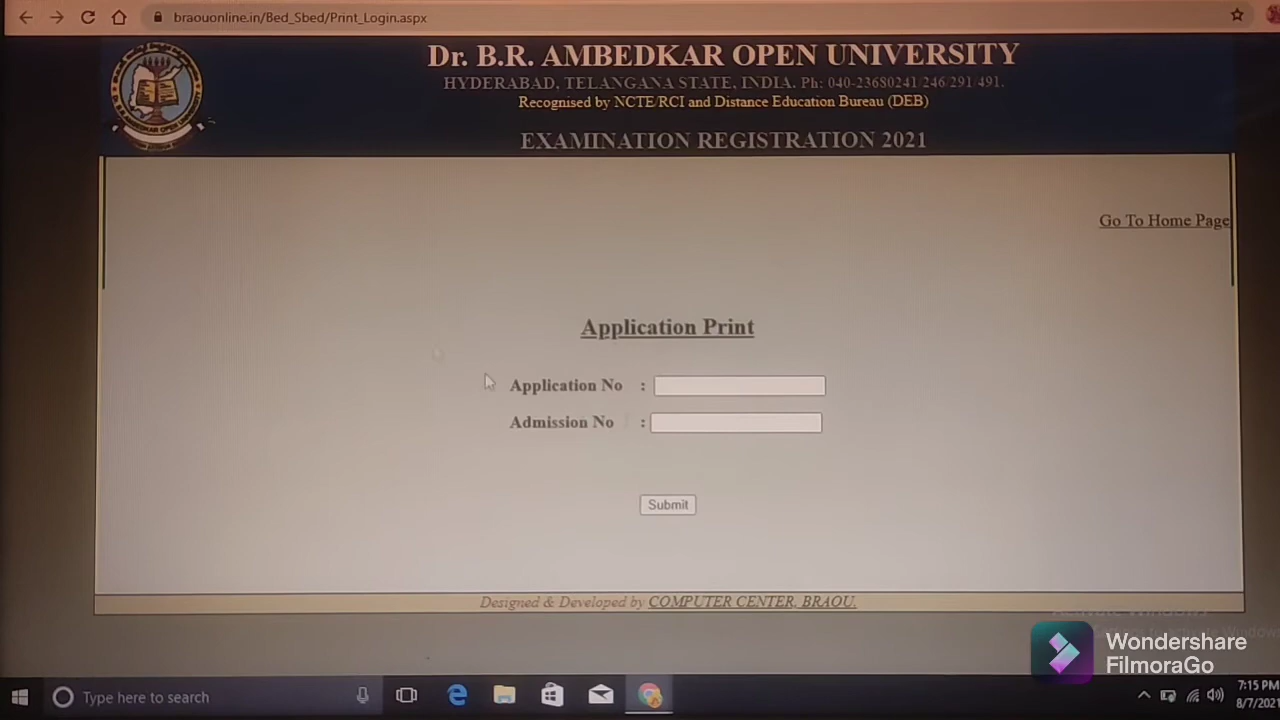 braouonline.in/Bed_Sbed/Print_Login.aspx
Dr. B.R. AMBEDKAR OPEN UNIVERSITY
HYDERABAD, TELANGANA STATE, INDIA. Ph: 040-23680241/246/291/491.
Recognised by NCTE/RCI and Distance Education Bureau (DEB)
EXAMINATION REGISTRATION 2021
Go To Home Page
Application Print
Application No :
Admission No :
Submit
Designed & Developed by COMPUTER CENTER, BRAOU.
Wondershare
FilmoraGo
Type here to search
7:15 PM
8/7/2021